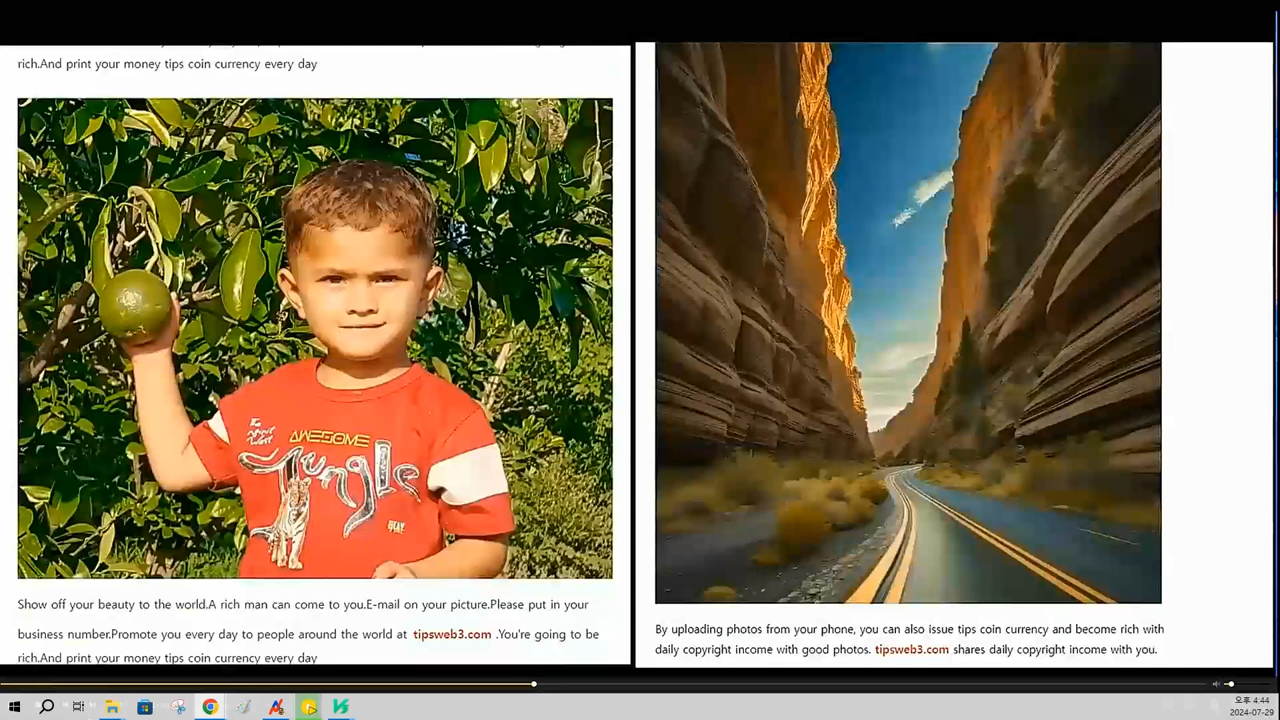 rich.And print your money tips coin currency every day
AWESOME
Jungle
Show off your beauty to the world.A rich man can come to you.E-mail on your picture.Please put in your
business number.Promote you every day to people around the world at tipsweb3.com .You're going to be
rich.And print your money tips coin currency every day
By uploading photos from your phone, you can also issue tips coin currency and become rich with
daily copyright income with good photos. tipsweb3.com shares daily copyright income with you.
오후 4:44
2024-07-29